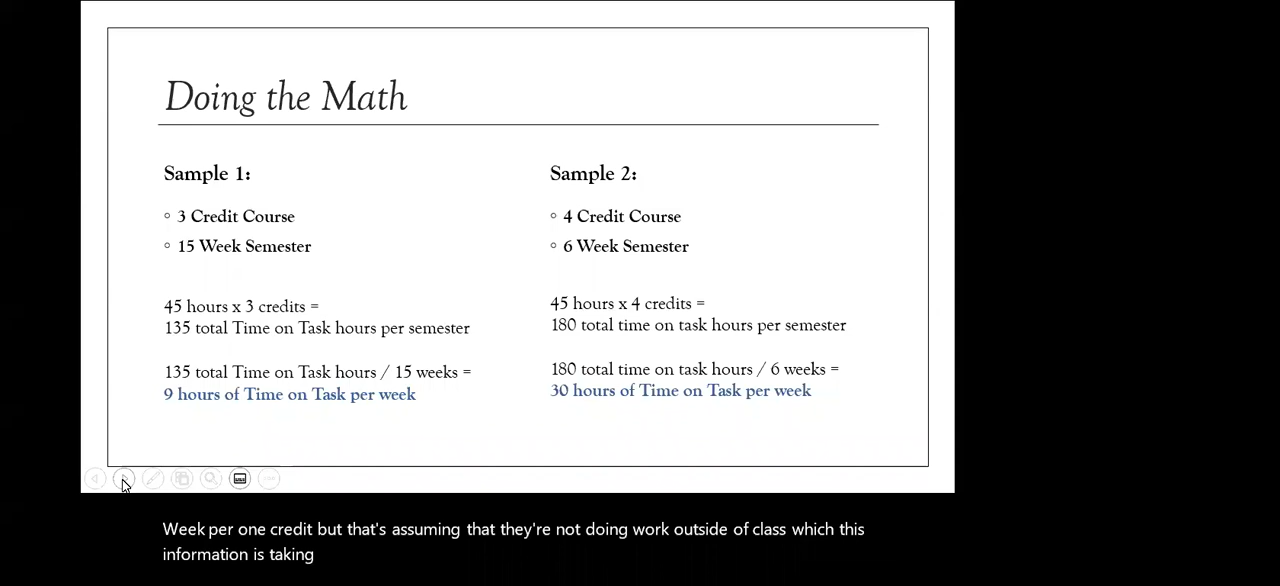 Doing the Math
Sample 1:
◦ 3 Credit Course
◦ 15 Week Semester
45 hours x 3 credits =
135 total Time on Task hours per semester
135 total Time on Task hours / 15 weeks =
9 hours of Time on Task per week
Sample 2:
◦ 4 Credit Course
◦ 6 Week Semester
45 hours x 4 credits =
180 total time on task hours per semester
180 total time on task hours / 6 weeks =
30 hours of Time on Task per week
Week per one credit but that's assuming that they're not doing work outside of class which this
information is taking